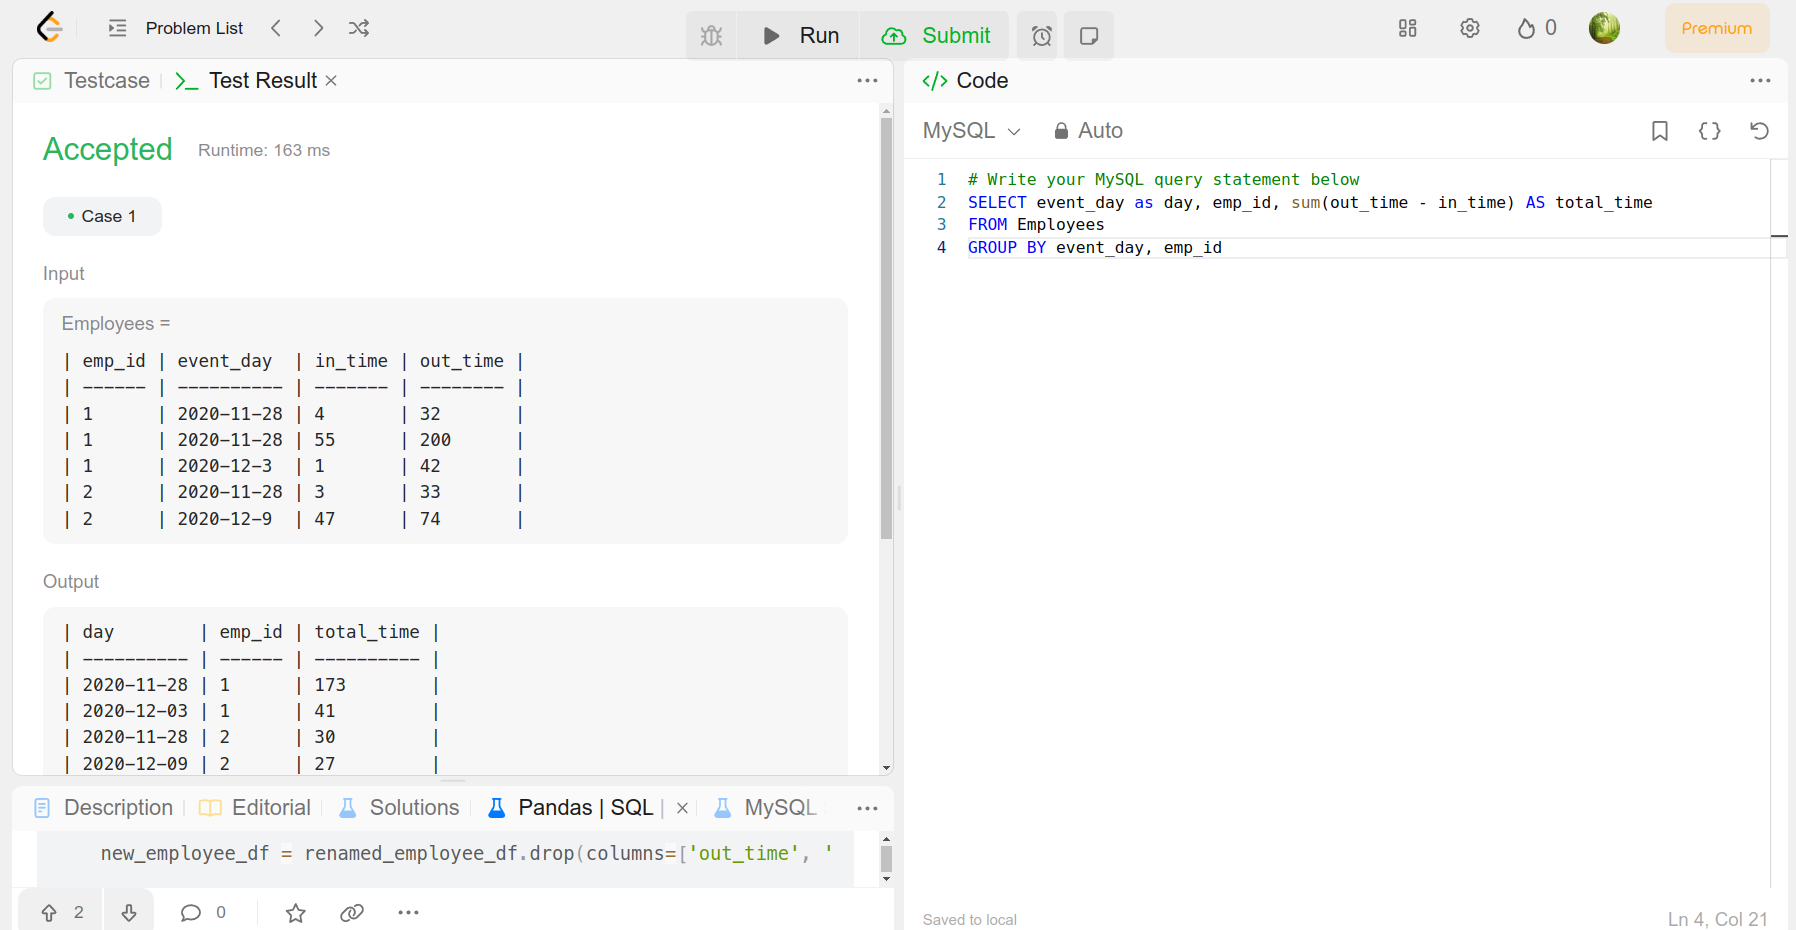 Problem List
Run
Submit
0
Premium
Testcase
Test Result
Accepted
Runtime: 163 ms
Case 1
Input
Employees =
| emp_id | event_day  | in_time | out_time |
| ------ | ---------- | ------- | -------- |
| 1      | 2020-11-28 | 4       | 32       |
| 1      | 2020-11-28 | 55      | 200      |
| 1      | 2020-12-3  | 1       | 42       |
| 2      | 2020-11-28 | 3       | 33       |
| 2      | 2020-12-9  | 47      | 74       |
Output
| day        | emp_id | total_time |
| ---------- | ------ | ---------- |
| 2020-11-28 | 1      | 173        |
| 2020-12-03 | 1      | 41         |
| 2020-11-28 | 2      | 30         |
| 2020-12-09 | 2      | 27         |
Description
Editorial
Solutions
Pandas | SQL |
MySQL
new_employee_df = renamed_employee_df.drop(columns=['out_time', '
2
0
</> Code
MySQL
Auto
1 # Write your MySQL query statement below
2 SELECT event_day as day, emp_id, sum(out_time - in_time) AS total_time
3 FROM Employees
4 GROUP BY event_day, emp_id
Saved to local
Ln 4, Col 21